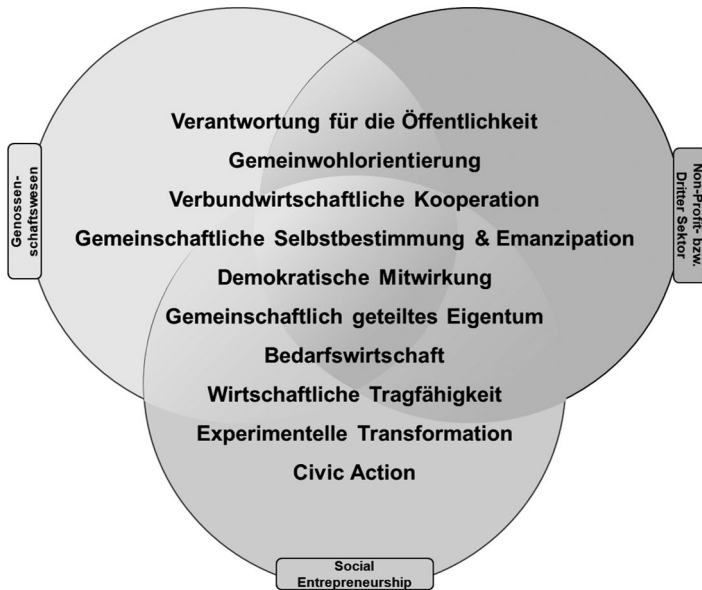 Verantwortung für die Öffentlichkeit
Gemeinwohlorientierung
Verbundwirtschaftliche Kooperation
Gemeinschaftliche Selbstbestimmung & Emanzipation
Demokratische Mitwirkung
Gemeinschaftlich geteiltes Eigentum
Bedarfswirtschaft
Wirtschaftliche Tragfähigkeit
Experimentelle Transformation
Civic Action
Genossen-
schaftswesen
Non-Profit- bzw.
Dritter Sektor
Social
Entrepreneurship